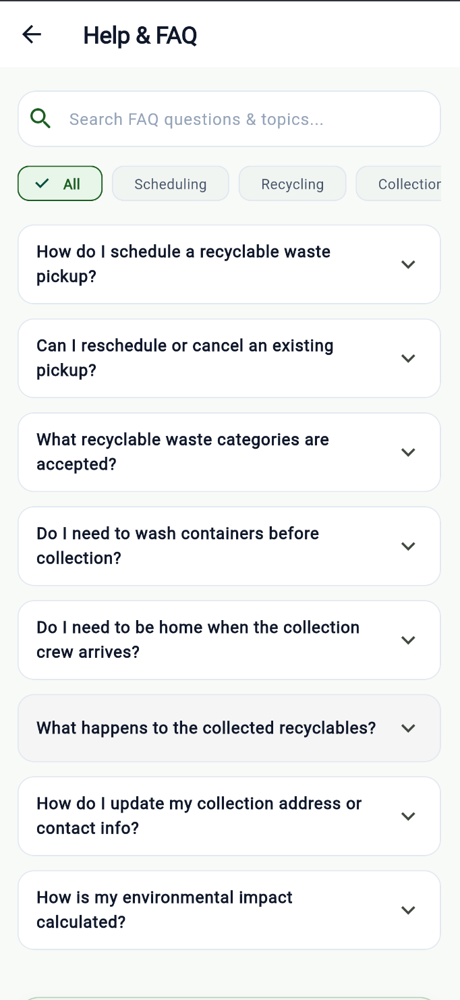 Help & FAQ
Search FAQ questions & topics...
All
Scheduling
Recycling
Collection
How do I schedule a recyclable waste
pickup?
Can I reschedule or cancel an existing
pickup?
What recyclable waste categories are
accepted?
Do I need to wash containers before
collection?
Do I need to be home when the collection
crew arrives?
What happens to the collected recyclables?
How do I update my collection address or
contact info?
How is my environmental impact
calculated?